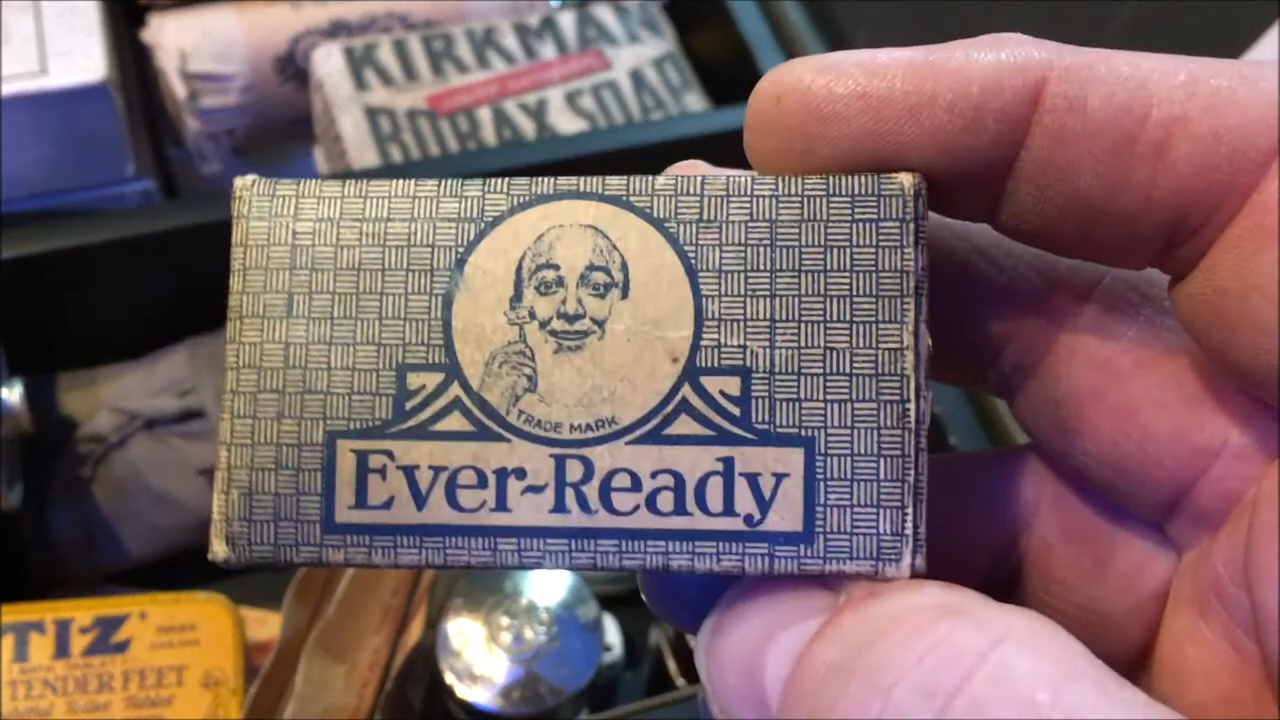 KIRKMAN
BORAX SOAP
TRADE MARK
Ever-Ready
TIZ
TENDER FEET